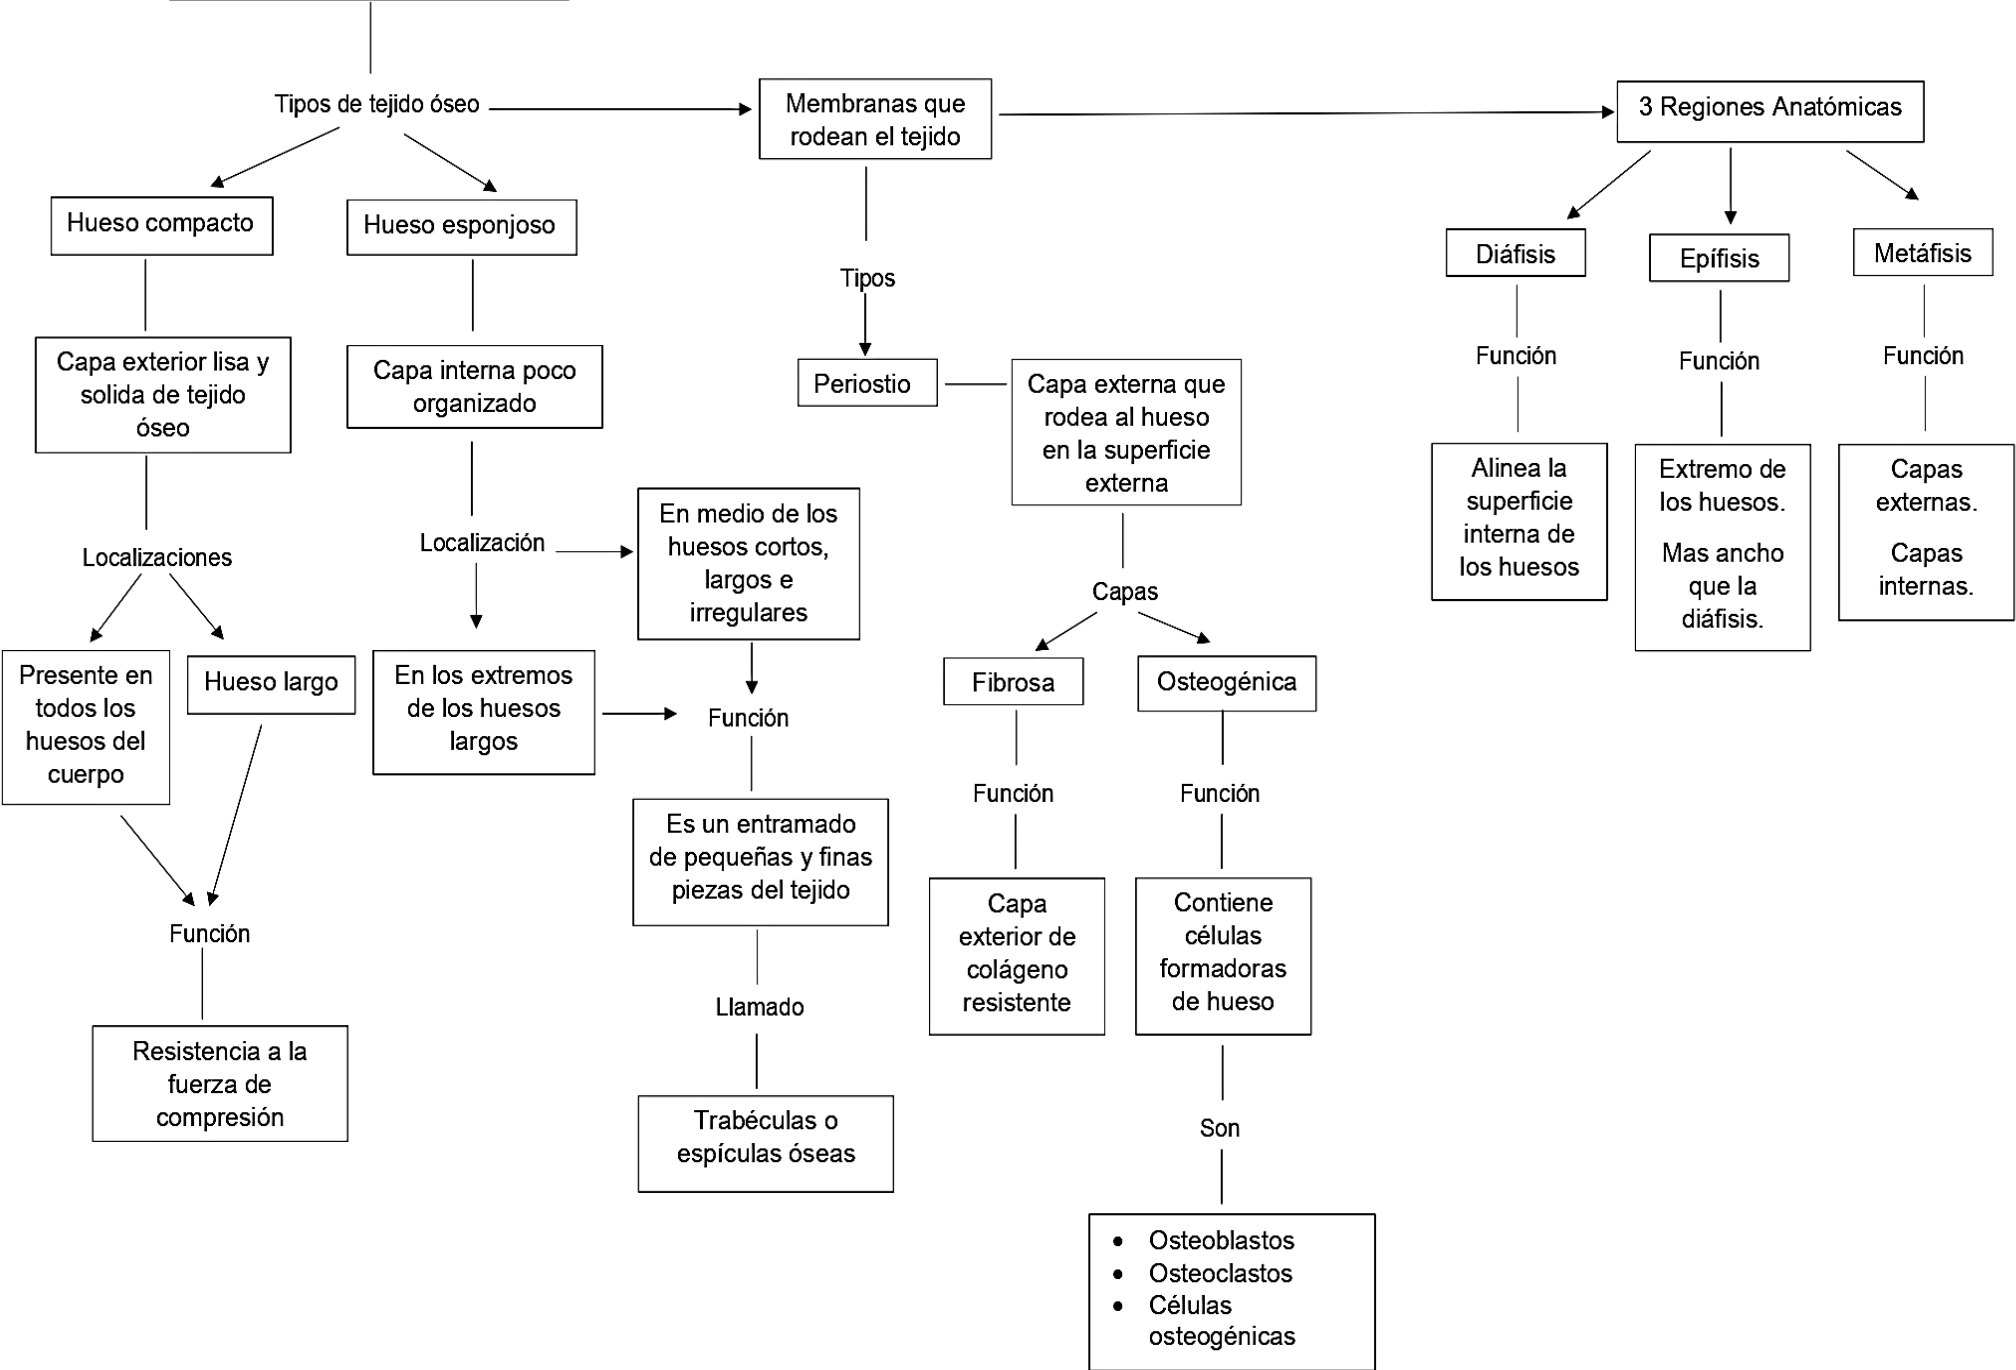 Tipos de tejido óseo
Membranas que
rodean el tejido
3 Regiones Anatómicas
Hueso compacto
Hueso esponjoso
Capa exterior lisa y
solida de tejido
óseo
Capa interna poco
organizado
Localizaciones
Localización
En medio de los
huesos cortos,
largos e
irregulares
Presente en
todos los
huesos del
cuerpo
Hueso largo
En los extremos
de los huesos
largos
Función
Función
Resistencia a la
fuerza de
compresión
Es un entramado
de pequeñas y finas
piezas del tejido
Llamado
Trabéculas o
espículas óseas
Tipos
Periostio
Capa externa que
rodea al hueso
en la superficie
externa
Capas
Fibrosa
Osteogénica
Función
Función
Capa
exterior de
colágeno
resistente
Contiene
células
formadoras
de hueso
Son
• Osteoblastos
• Osteoclastos
• Células
osteogénicas
Diáfisis
Epífisis
Metáfisis
Función
Función
Función
Alinea la
superficie
interna de
los huesos
Extremo de
los huesos.
Mas ancho
que la
diáfisis.
Capas
externas.
Capas
internas.